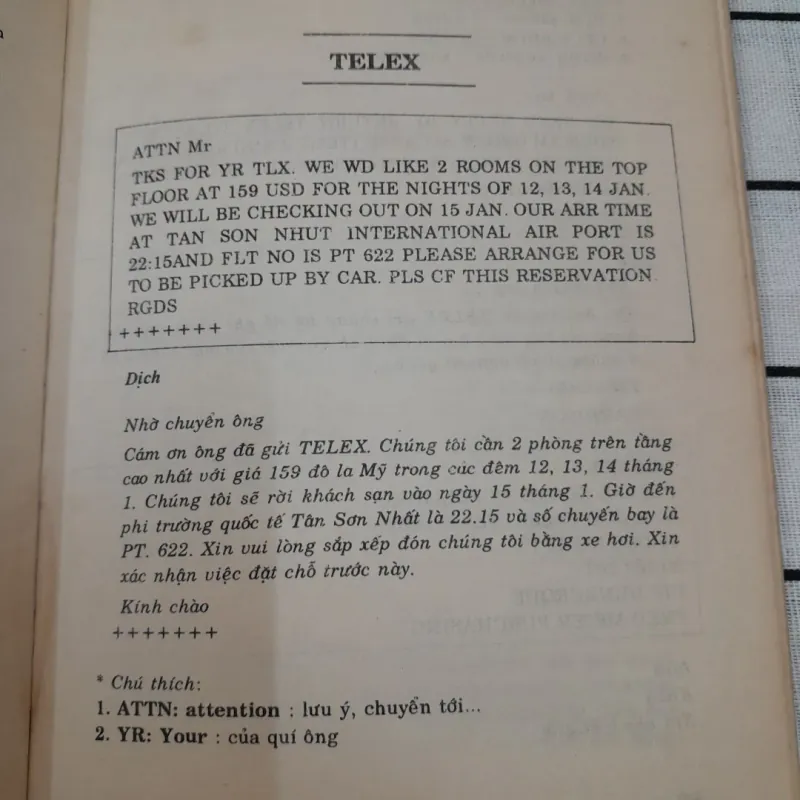 TELEX
ATTN Mr
TKS FOR YR TLX. WE WD LIKE 2 ROOMS ON THE TOP
FLOOR AT 159 USD FOR THE NIGHTS OF 12, 13, 14 JAN.
WE WILL BE CHECKING OUT ON 15 JAN. OUR ARR TIME
AT TAN SON NHUT INTERNATIONAL AIR PORT IS
22:15AND FLT NO IS PT 622 PLEASE ARRANGE FOR US
TO BE PICKED UP BY CAR. PLS CF THIS RESERVATION.
RGDS
+++++++
Dịch
Nhờ chuyển ông
Cám ơn ông đã gửi TELEX. Chúng tôi cần 2 phòng trên tầng
cao nhất với giá 159 đô la Mỹ trong các đêm 12, 13, 14 tháng
1. Chúng tôi sẽ rời khách sạn vào ngày 15 tháng 1. Giờ đến
phi trường quốc tế Tân Sơn Nhất là 22.15 và số chuyến bay là
PT. 622. Xin vui lòng sắp xếp đón chúng tôi bằng xe hơi. Xin
xác nhận việc đặt chỗ trước này.
Kính chào
+++++++
* Chú thích:
1. ATTN: attention : lưu ý, chuyển tới...
2. YR: Your : của quí ông